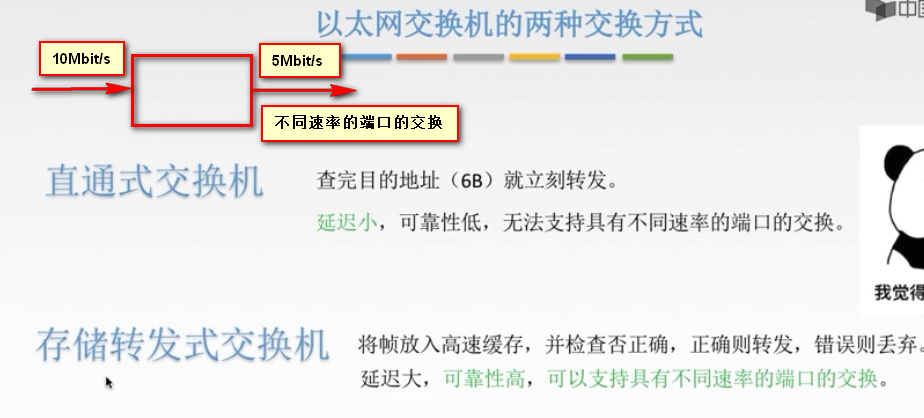 以太网交换机的两种交换方式
中国
10Mbit/s
5Mbit/s
不同速率的端口的交换
直通式交换机
查完目的地址（6B）就立刻转发。
延迟小，可靠性低，无法支持具有不同速率的端口的交换。
我觉得
存储转发式交换机
将帧放入高速缓存，并检查否正确，正确则转发，错误则丢弃。
延迟大，可靠性高，可以支持具有不同速率的端口的交换。